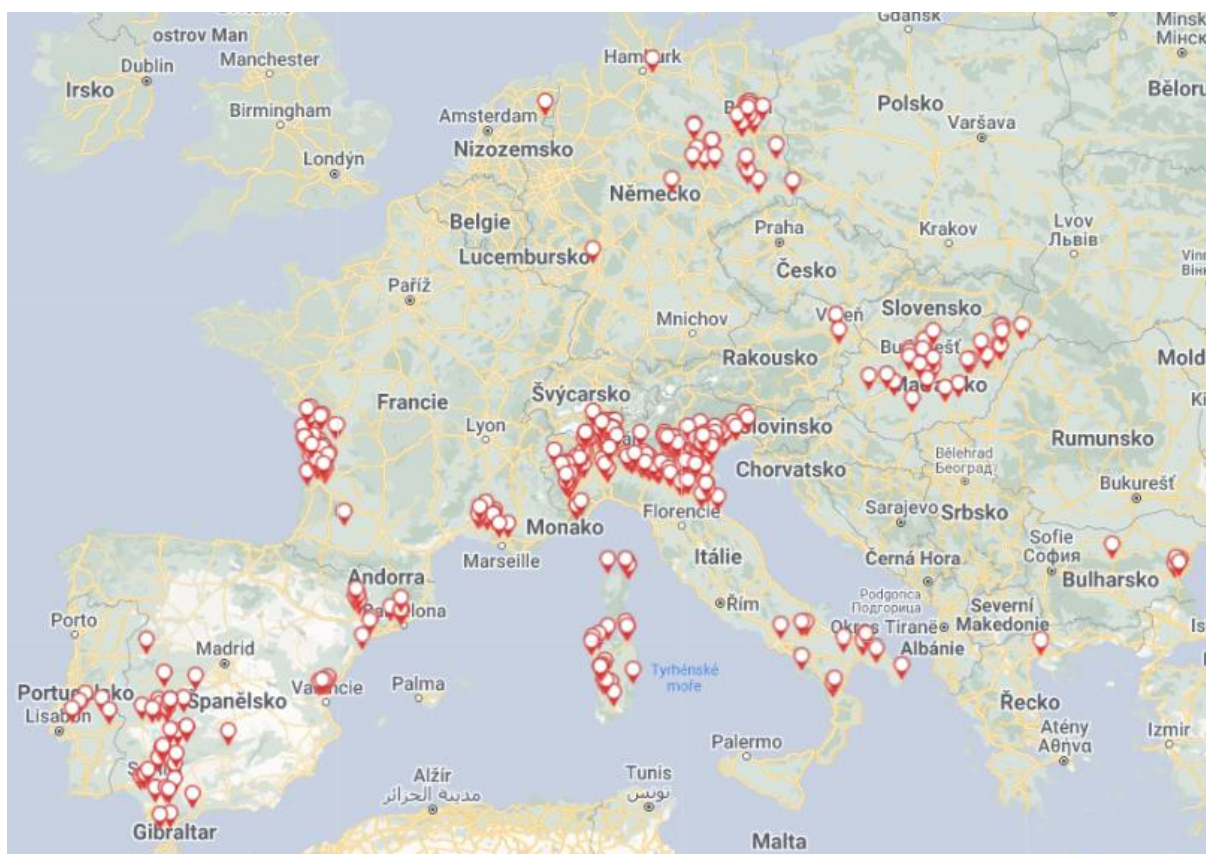 Gdańsk
ostrov Man
Minsk
Мінск
Dublin
Manchester
Irsko
Birmingham
Amsterdam
Nizozemsko
Londýn
Polsko
Varšava
Německo
Belgie
Lucembursko
Praha
Česko
Krakov
Lvov
Львів
Paříž
Mnichov
Slovensko
Rakousko
Švýcarsko
Francie
Lyon
Slovinsko
Chorvatsko
Rumunsko
Bělehrad
Београд
Bukurešť
Monako
Florencie
Sarajevo
Srbsko
Marseille
Itálie
Černá Hora
Sofie
София
Bulharsko
Andorra
Podgorica
Подгорица
Severní
Makedonie
Řím
Porto
Madrid
Albánie
Tyrhénské
moře
Palma
Španělsko
Lisabon
Řecko
Atény
Αθήνα
Izmir
Palermo
Alžír
مدينة الجزائر
Tunis
تونس
Gibraltar
Malta